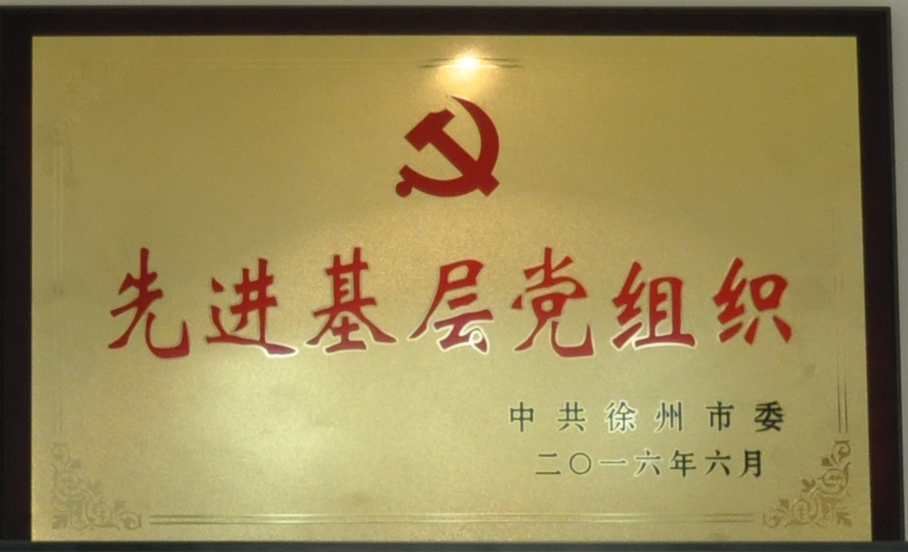 先进基层党组织
中共徐州市委
二〇一六年六月